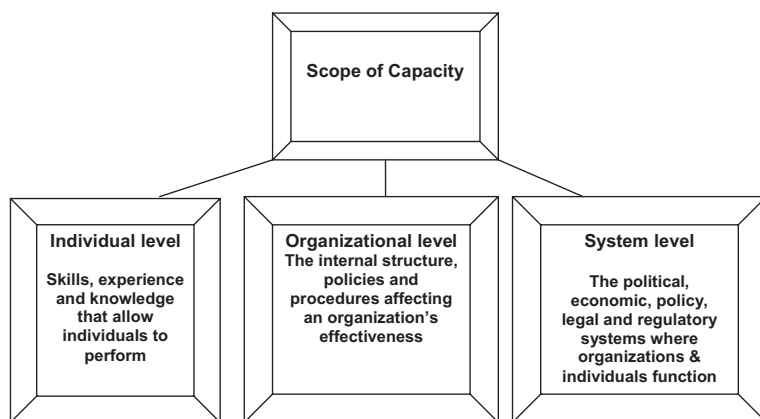 Scope of Capacity
Individual level
Skills, experience
and knowledge
that allow
individuals to
perform
Organizational level
The internal structure,
policies and
procedures affecting
an organization's
effectiveness
System level
The political,
economic, policy,
legal and regulatory
systems where
organizations &
individuals function